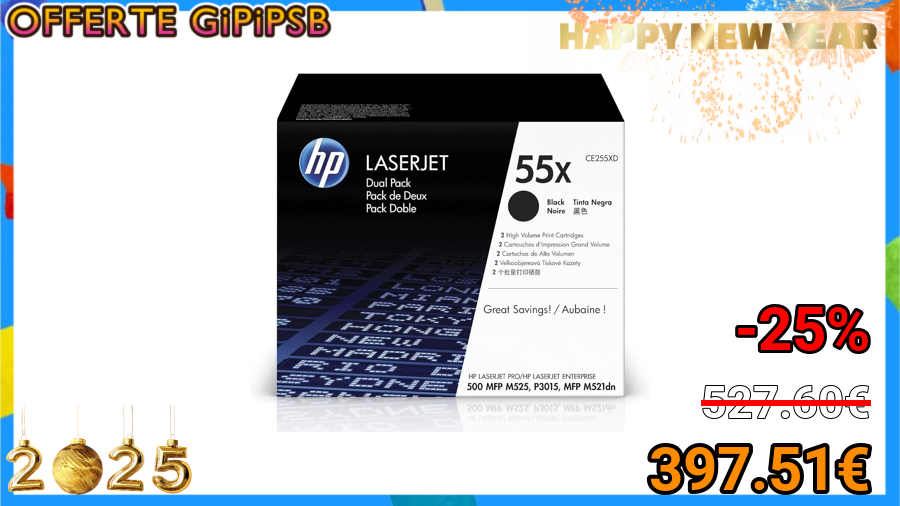 OFFERTE GiPiPSB
HAPPY NEW YEAR
hp
LASERJET
Dual Pack
Pack de Deux
Pack Doble
CE255XD
55x
Black Tinta Negra
Noire 黑色
2 High Volume Print Cartridges
2 Cartouches d'Impression Grand Volume
2 Cartuchos de Alto Volumen
2 Velkoobjemová Tiskové Kazety
2 个批量打印硒鼓
Great Savings! / Aubaine !
HP LASERJET PRO/HP LASERJET ENTERPRISE
500 MFP M525, P3015, MFP M521dn
-25%
527.60€
397.51€
2025